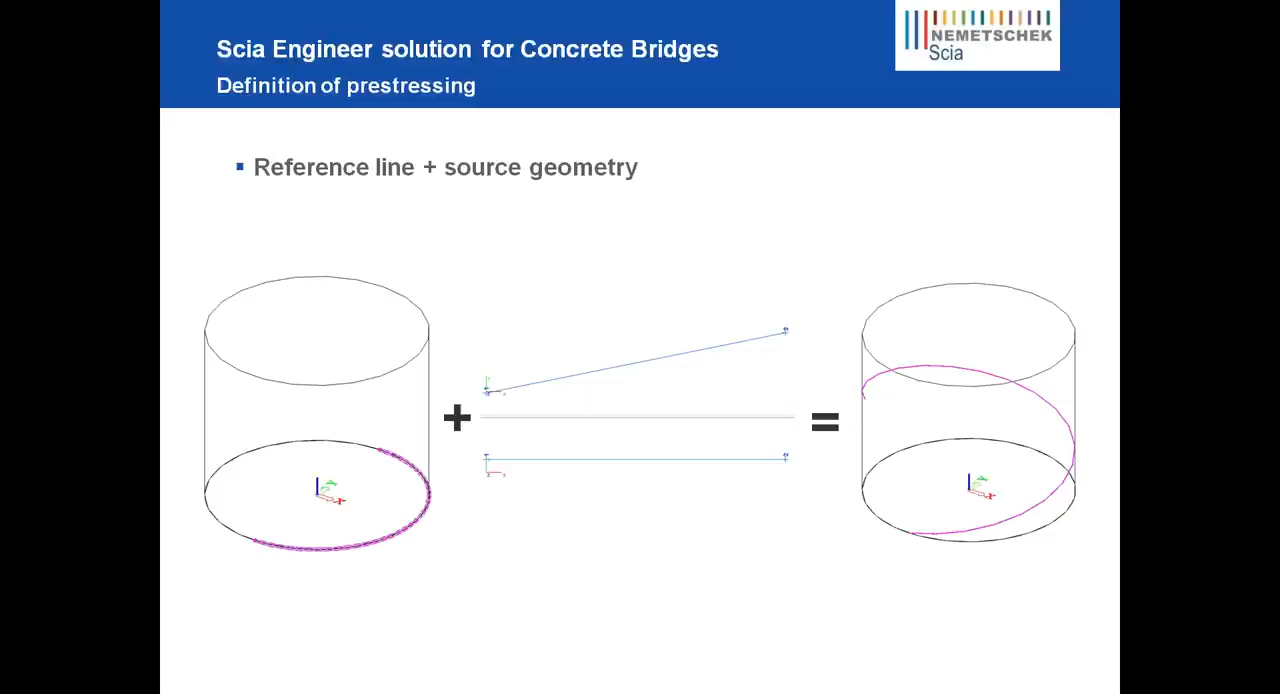 Scia Engineer solution for Concrete Bridges
Definition of prestressing
NEMETSCHEK
Scia
Reference line + source geometry
+
=
X
X